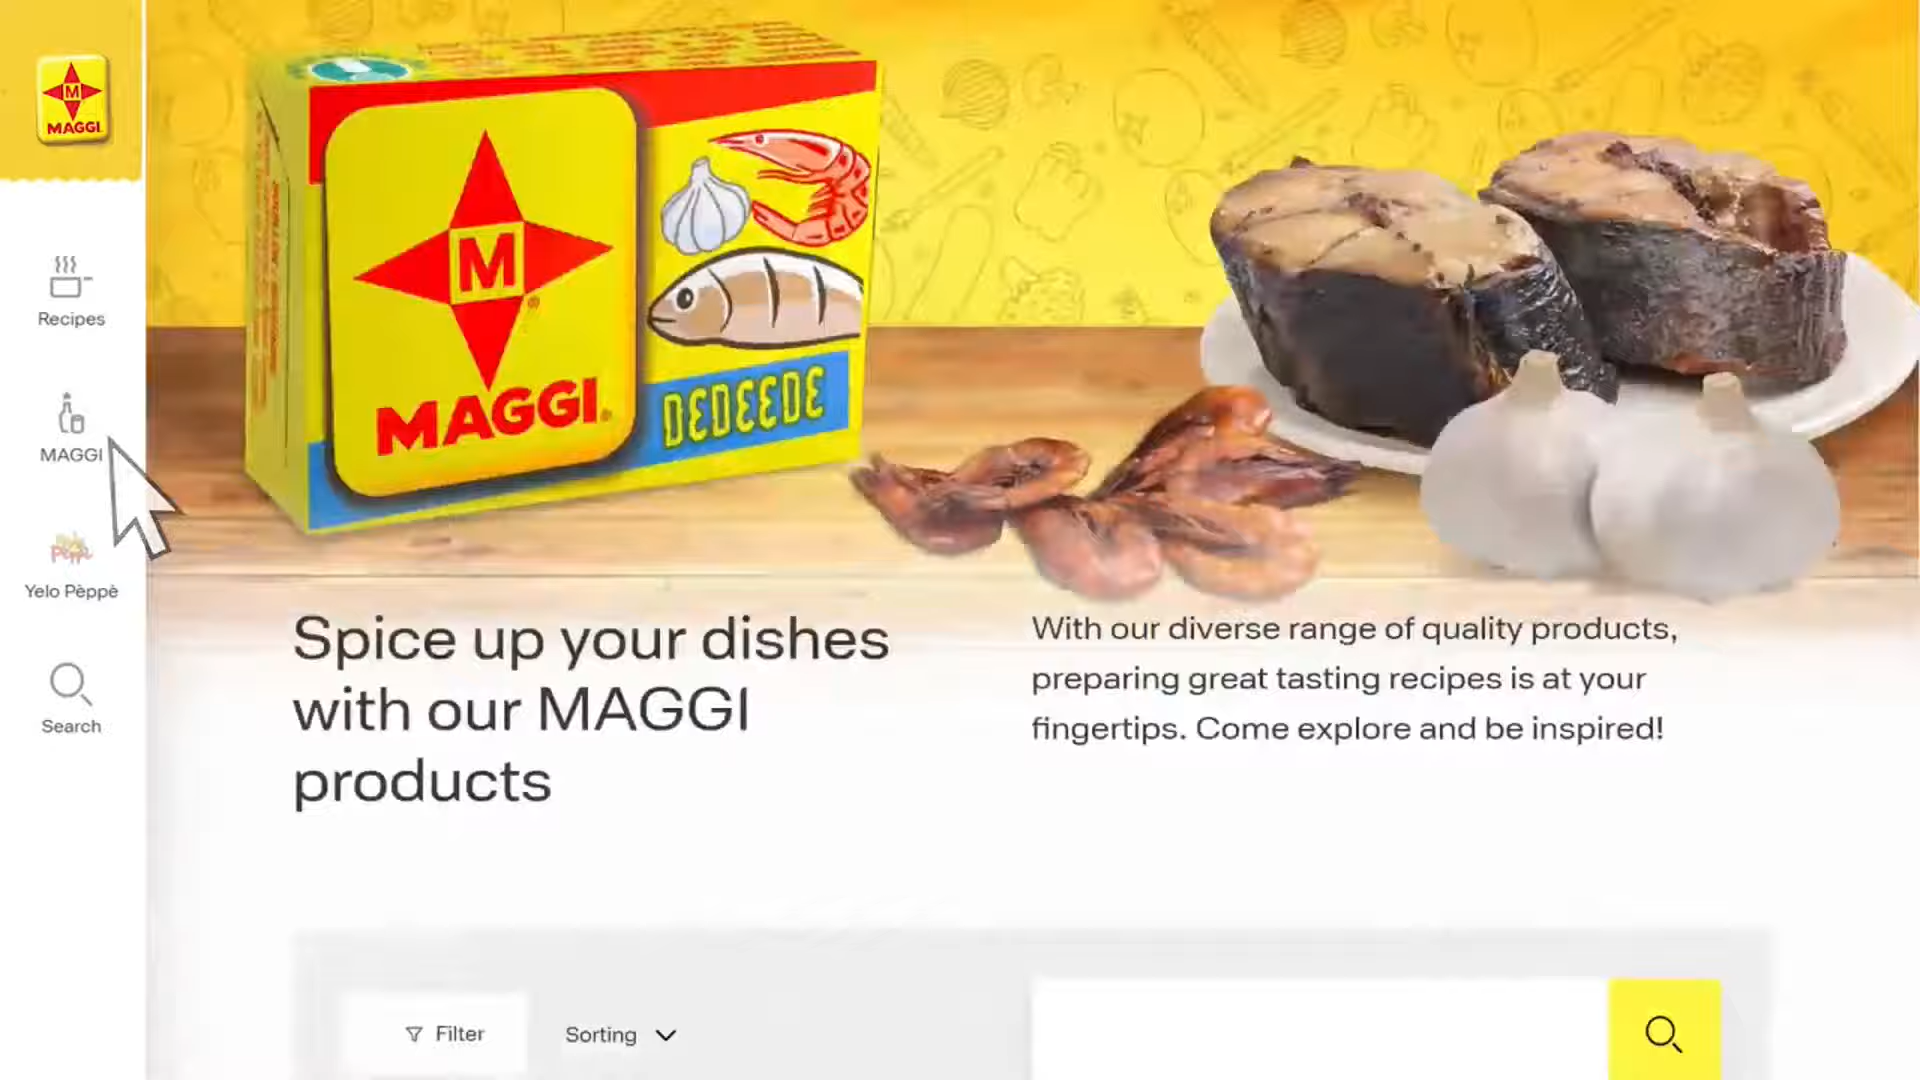 M
MAGGI
Recipes
MAGGI
Yelo Pèppè
Search
M
MAGGI
DEDEEDE
Spice up your dishes
with our MAGGI
products
With our diverse range of quality products,
preparing great tasting recipes is at your
fingertips. Come explore and be inspired!
Filter
Sorting